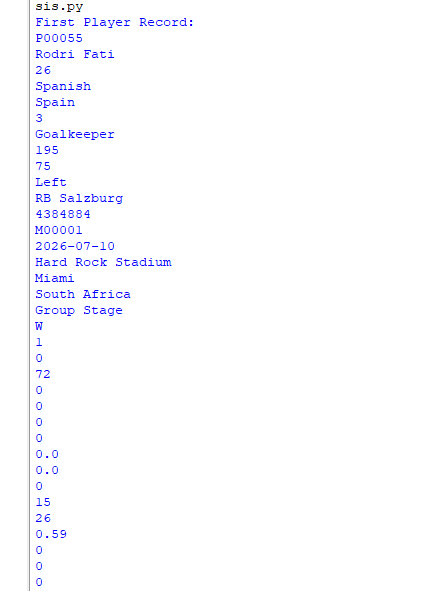 sis.py
First Player Record:
P00055
Rodri Fati
26
Spanish
Spain
3
Goalkeeper
195
75
Left
RB Salzburg
4384884
M00001
2026-07-10
Hard Rock Stadium
Miami
South Africa
Group Stage
W
1
0
72
0
0
0
0
0.0
0.0
0
15
26
0.59
0
0
0